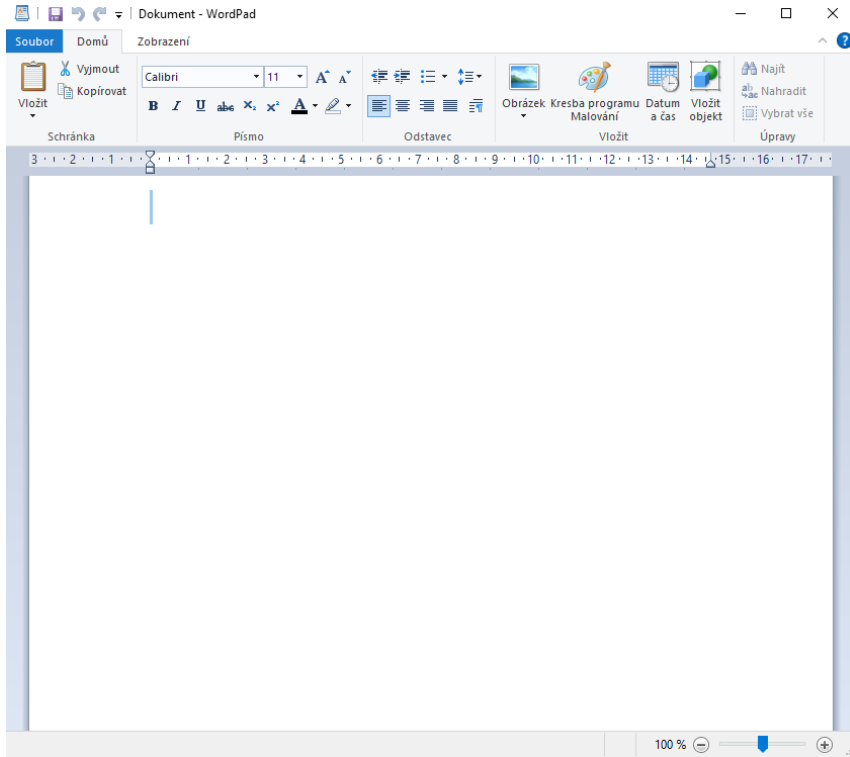 Dokument - WordPad
Soubor Domů Zobrazení
Vložit
Vyjmout
Kopírovat
Schránka
Calibri 11 A A
B I U abc X₂ X² A
Písmo
Odstavec
Obrázek
Kresba programu Malování
Datum a čas
Vložit objekt
Vložit
Najít
Nahradit
Vybrat vše
Úpravy
3 2 1 1 2 3 4 5 6 7 8 9 10 11 12 13 14 15 16 17
100 %